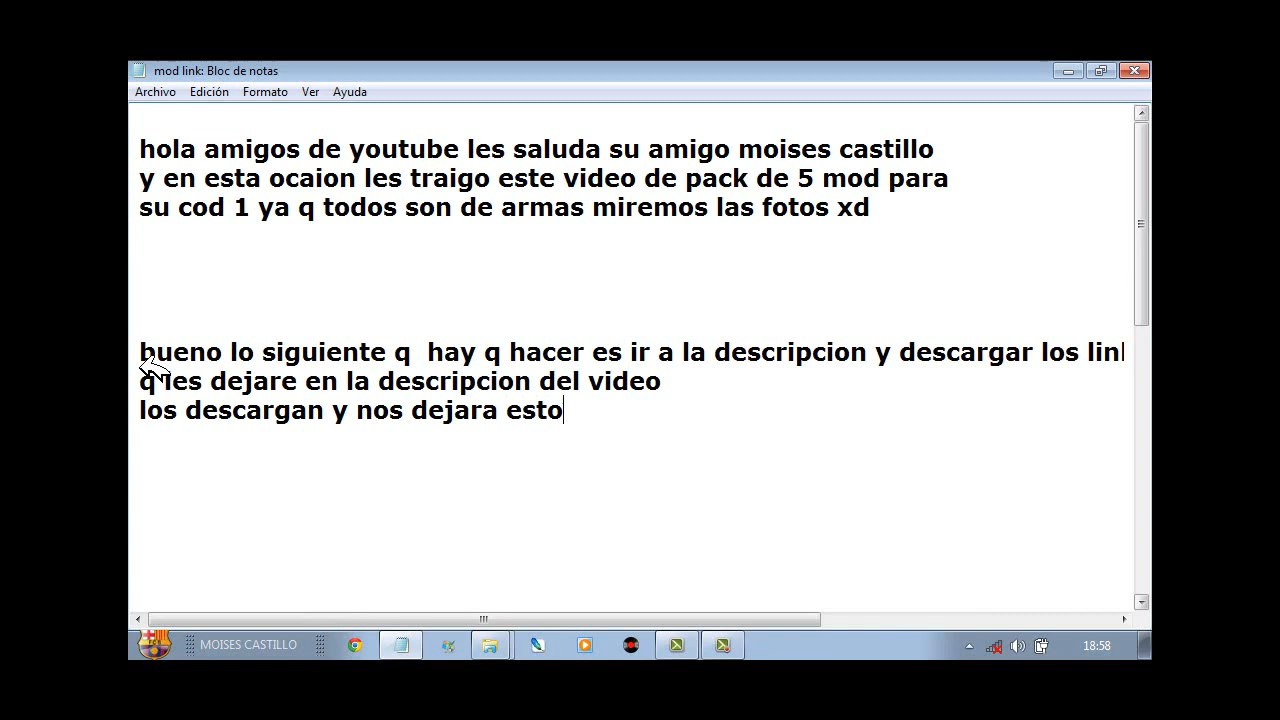 mod link: Bloc de notas
Archivo Edición Formato Ver Ayuda
hola amigos de youtube les saluda su amigo moises castillo
y en esta ocaion les traigo este video de pack de 5 mod para
su cod 1 ya q todos son de armas miremos las fotos xd
bueno lo siguiente q  hay q hacer es ir a la descripcion y descargar los
q les dejare en la descripcion del video
los descargan y nos dejara esto
MOISES CASTILLO
18:58